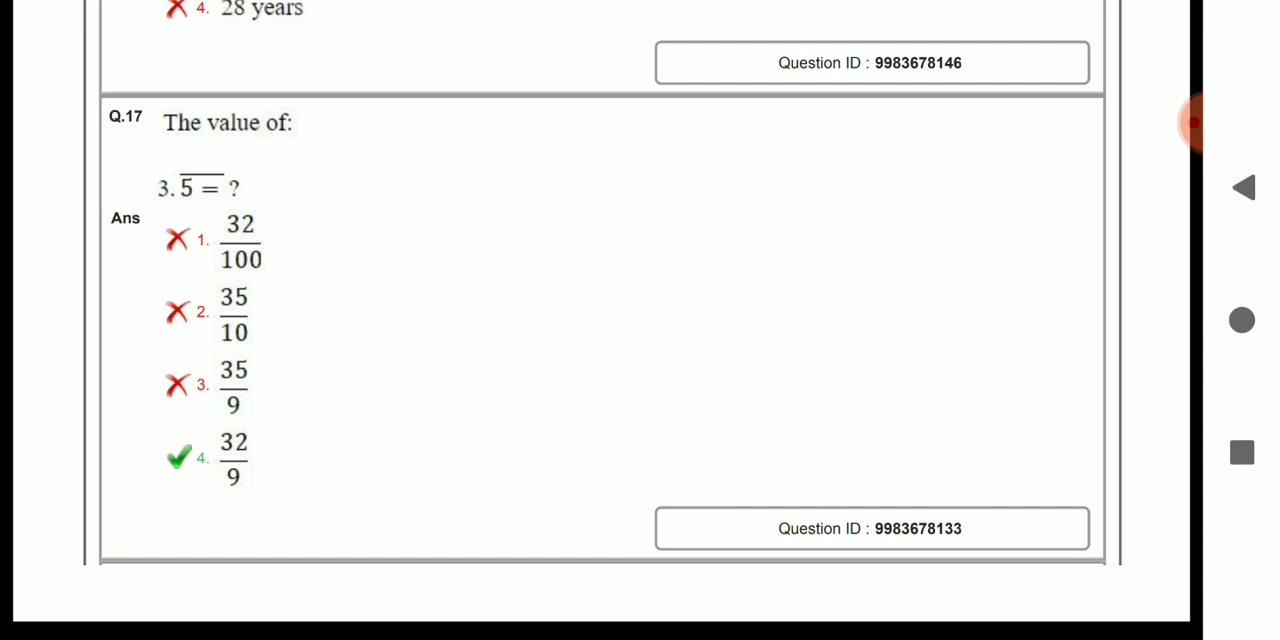 4. 28 years
Question ID : 9983678146
Q.17 The value of:
3. 5̅ ̅=̅ ?
Ans
1. 32/100
2. 35/10
3. 35/9
4. 32/9
Question ID : 9983678133